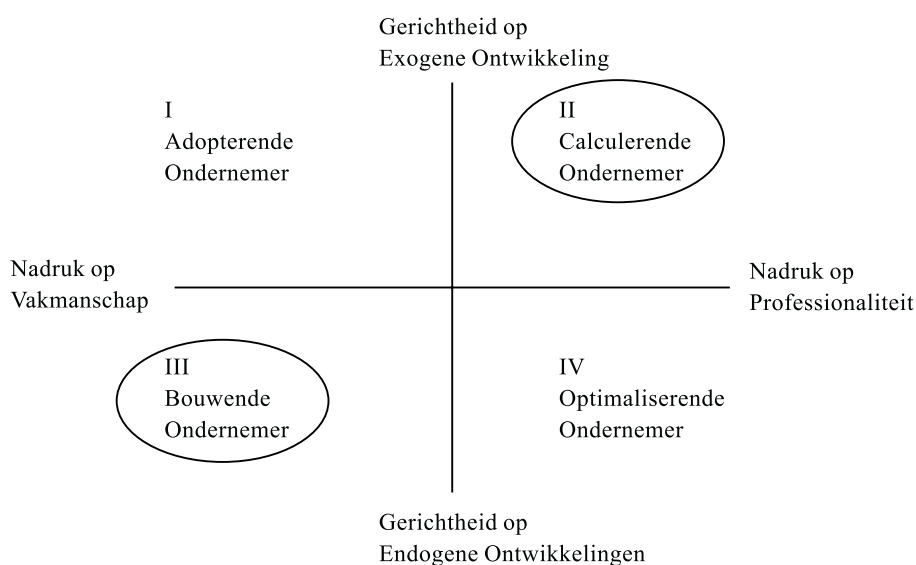 Gerichtheid op
Exogene Ontwikkeling
I
Adopterende
Ondernemer
II
Calculerende
Ondernemer
Nadruk op
Vakmanschap
Nadruk op
Professionaliteit
III
Bouwende
Ondernemer
IV
Optimaliserende
Ondernemer
Gerichtheid op
Endogene Ontwikkelingen